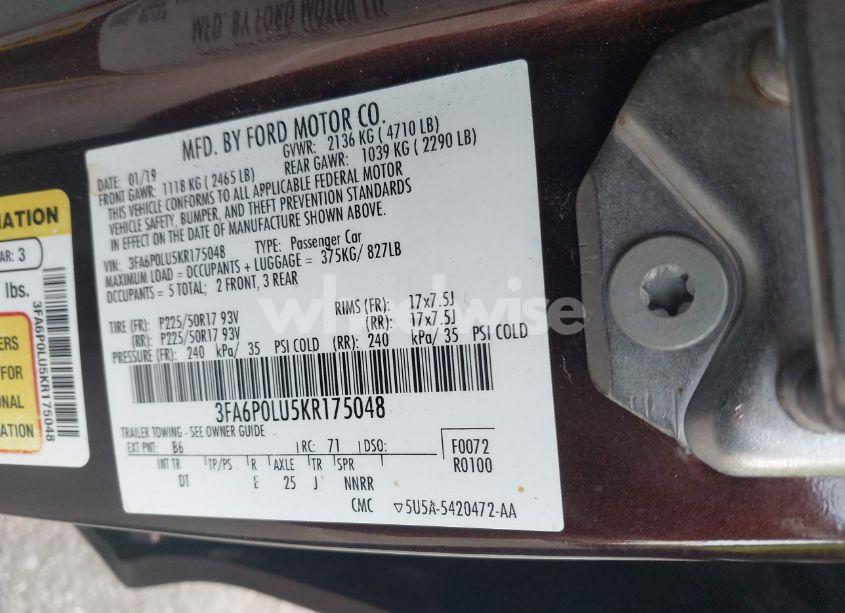 MFD. BY FORD MOTOR CO.
MFD. BY FORD MOTOR CO.
DATE: 01/19 GVWR: 2136 KG ( 4710 LB)
FRONT GAWR: 1118 KG ( 2465 LB) REAR GAWR: 1039 KG ( 2290 LB)
THIS VEHICLE CONFORMS TO ALL APPLICABLE FEDERAL MOTOR
VEHICLE SAFETY, BUMPER, AND THEFT PREVENTION STANDARDS
IN EFFECT ON THE DATE OF MANUFACTURE SHOWN ABOVE.
VIN: 3FA6P0LU5KR175048 TYPE: Passenger Car
MAXIMUM LOAD = OCCUPANTS + LUGGAGE = 375KG/ 827LB
OCCUPANTS = 5 TOTAL; 2 FRONT, 3 REAR
TIRE (FR): P225/50R17 93V RIMS (FR): 17x7.5J
(RR): P225/50R17 93V (RR): 17x7.5J
PRESSURE (FR): 240 kPa/ 35 PSI COLD (RR): 240 kPa/ 35 PSI COLD
3FA6P0LU5KR175048
TRAILER TOWING - SEE OWNER GUIDE
EXT PNT: B6 RC: 71 DSO: F0072
R0100
INT TR TP/PS R AXLE TR SPR
DT E 25 J NNRR
CMC 5U5A-5420472-AA
MATION
AR: 3
lbs.
ERS
FOR
ONAL
ATION
3FA6P0LU5KR175048
whidwise